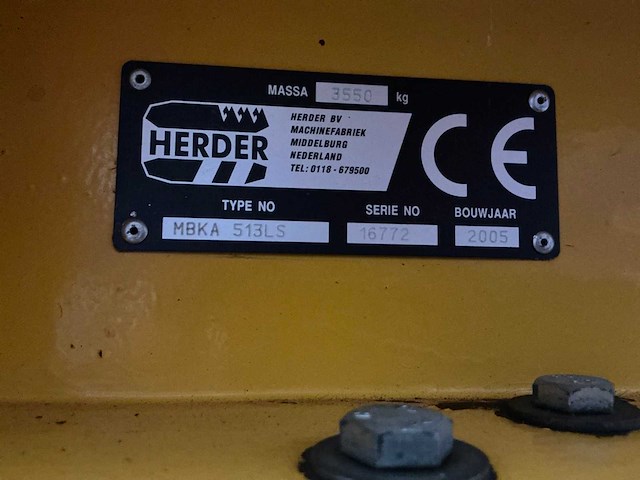 MASSA 3550 kg
HERDER
HERDER BV
MACHINEFABRIEK
MIDDELBURG
NEDERLAND
TEL: 0118 - 679500
CE
TYPE NO SERIE NO BOUWJAAR
MBKA 513LS 16772 2005